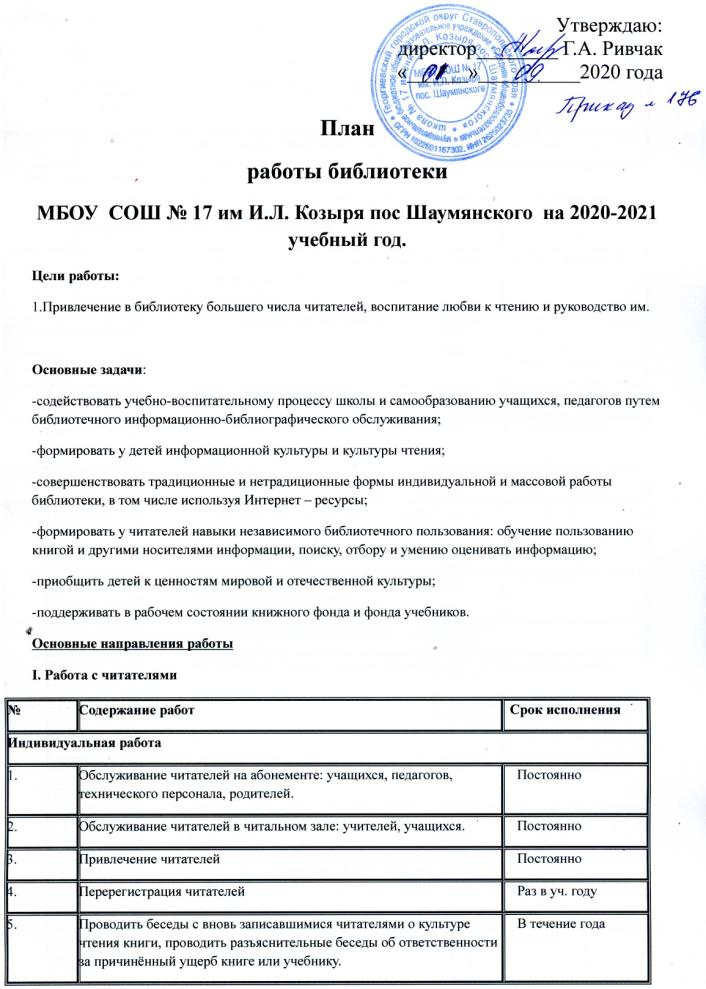 Утверждаю:
директор Г.А. Ривчак
« 01 » 09 2020 года
Приказ № 176
План
работы библиотеки
МБОУ СОШ № 17 им И.Л. Козыря пос Шаумянского на 2020-2021
учебный год.
Цели работы:
1.Привлечение в библиотеку большего числа читателей, воспитание любви к чтению и руководство им.
Основные задачи:
-содействовать учебно-воспитательному процессу школы и самообразованию учащихся, педагогов путем
библиотечного информационно-библиографического обслуживания;
-формировать у детей информационной культуры и культуры чтения;
-совершенствовать традиционные и нетрадиционные формы индивидуальной и массовой работы
библиотеки, в том числе используя Интернет – ресурсы;
-формировать у читателей навыки независимого библиотечного пользования: обучение пользованию
книгой и другими носителями информации, поиску, отбору и умению оценивать информацию;
-приобщить детей к ценностям мировой и отечественной культуры;
-поддерживать в рабочем состоянии книжного фонда и фонда учебников.
Основные направления работы
I. Работа с читателями
№ Содержание работ Срок исполнения
Индивидуальная работа
1. Обслуживание читателей на абонементе: учащихся, педагогов, Постоянно
технического персонала, родителей.
2. Обслуживание читателей в читальном зале: учителей, учащихся. Постоянно
3. Привлечение читателей Постоянно
4. Перерегистрация читателей Раз в уч. году
5. Проводить беседы с вновь записавшимися читателями о культуре В течение года
чтения книги, проводить разъяснительные беседы об ответственности
за причинённый ущерб книге или учебнику.